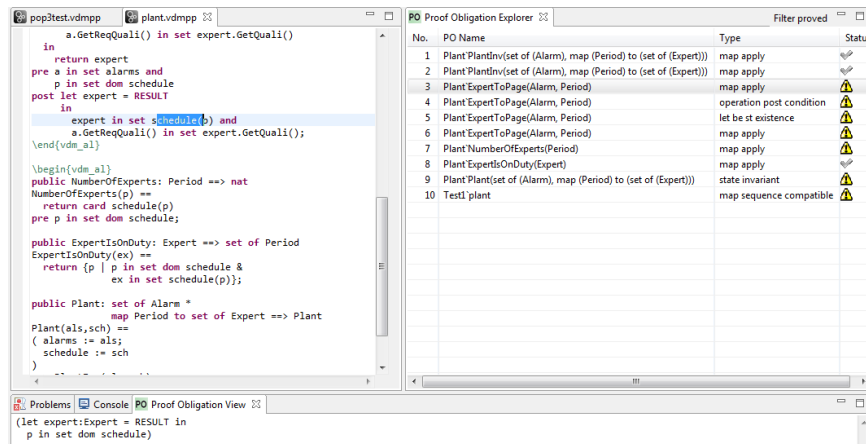 pop3test.vdmpp
plant.vdmpp
a.GetReqQuali() in set expert.GetQuali()
in
return expert
pre a in set alarms and
p in set dom schedule
post let expert = RESULT
in
expert in set schedule(p) and
a.GetReqQuali() in set expert.GetQuali();
\end{vdm_al}
\begin{vdm_al}
public NumberOfExperts: Period ==> nat
NumberOfExperts(p) ==
return card schedule(p)
pre p in set dom schedule;
public ExpertIsOnDuty: Expert ==> set of Period
ExpertIsOnDuty(ex) ==
return {p | p in set dom schedule &
ex in set schedule(p)};
public Plant: set of Alarm *
map Period to set of Expert ==> Plant
Plant(als,sch) ==
( alarms := als;
schedule := sch
)
PO Proof Obligation Explorer
Filter proved
No. PO Name Type Statu
1 Plant`PlantInv(set of (Alarm), map (Period) to (set of (Expert))) map apply
2 Plant`PlantInv(set of (Alarm), map (Period) to (set of (Expert))) map apply
3 Plant`ExpertToPage(Alarm, Period) map apply
4 Plant`ExpertToPage(Alarm, Period) operation post condition
5 Plant`ExpertToPage(Alarm, Period) let be st existence
6 Plant`ExpertToPage(Alarm, Period) map apply
7 Plant`NumberOfExperts(Period) map apply
8 Plant`ExpertIsOnDuty(Expert) map apply
9 Plant`Plant(set of (Alarm), map (Period) to (set of (Expert))) state invariant
10 Test1`plant map sequence compatible
Problems Console PO Proof Obligation View
(let expert:Expert = RESULT in
p in set dom schedule)